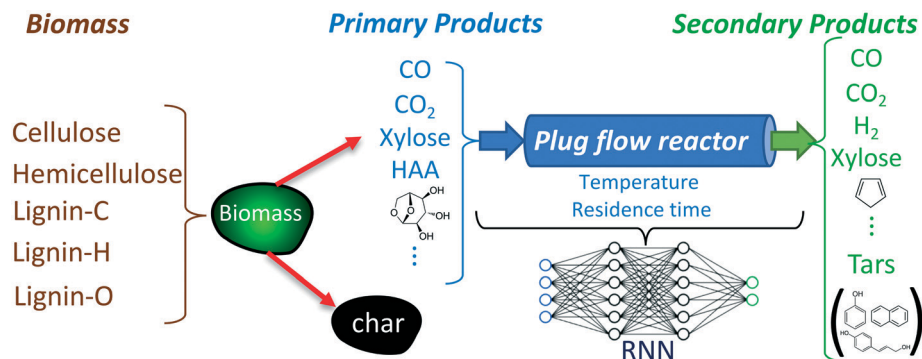 Biomass
Primary Products
Secondary Products
Cellulose
Hemicellulose
Lignin-C
Lignin-H
Lignin-O
Biomass
char
CO
CO₂
Xylose
HAA
OH
O
O
OH
OH
Plug flow reactor
Temperature
Residence time
RNN
CO
CO₂
H₂
Xylose
Tars
OH
HO
OH